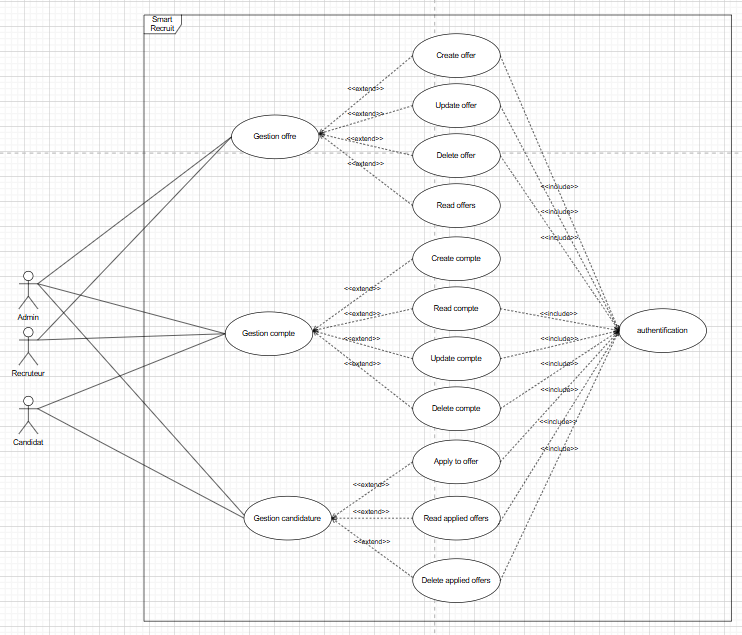 Smart
Recruit
Create offer
<<extend>>
Update offer
<<extend>>
Gestion offre
<<extend>>
Delete offer
<<extend>>
<<include>>
Read offers
<<include>>
<<include>>
Create compte
<<extend>>
Read compte
<<extend>>
<<include>>
Admin
Gestion compte
authentification
<<extend>>
<<include>>
Update compte
<<extend>>
<<include>>
Recruteur
<<include>>
Delete compte
<<include>>
Candidat
<<include>>
Apply to offer
<<extend>>
<<extend>>
Gestion candidature
Read applied offers
<<extend>>
Delete applied offers